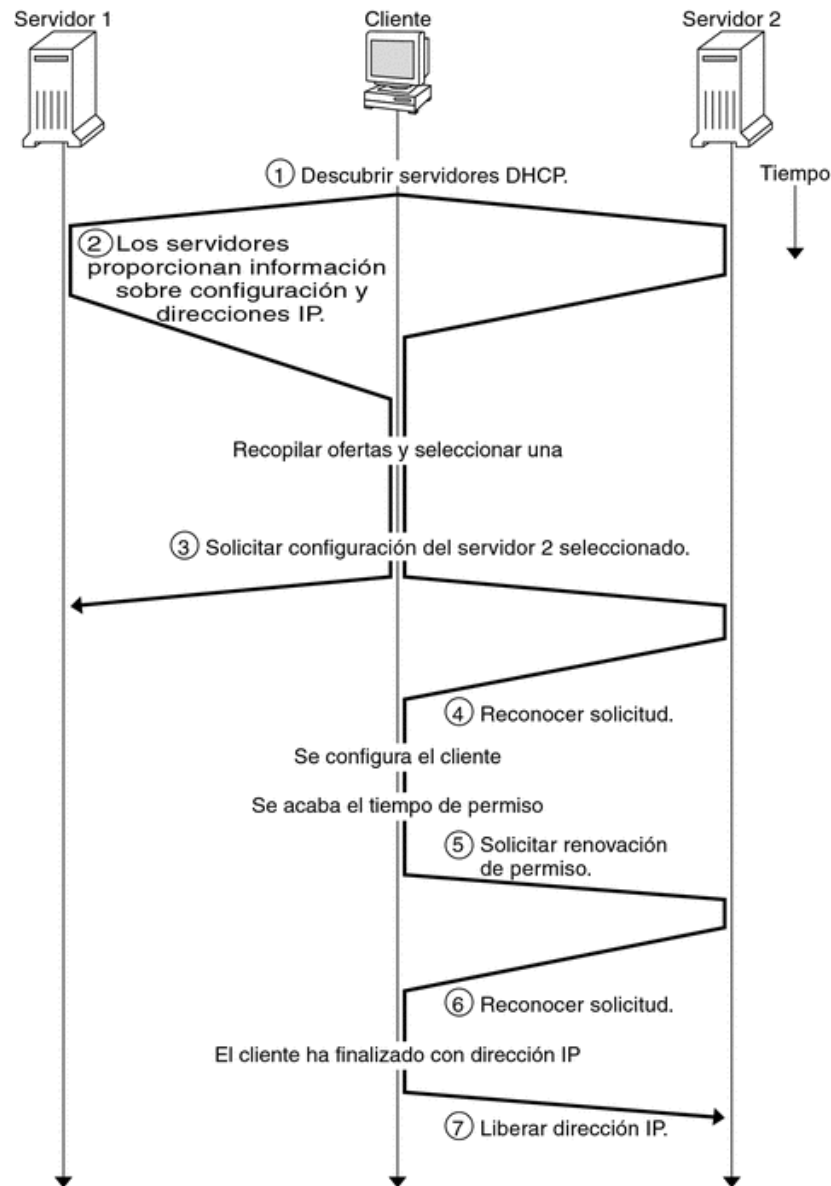 Servidor 1
Cliente
Servidor 2
1 Descubrir servidores DHCP.
Tiempo
2 Los servidores
proporcionan información
sobre configuración y
direcciones IP.
Recopilar ofertas y seleccionar una
3 Solicitar configuración del servidor 2 seleccionado.
4 Reconocer solicitud.
Se configura el cliente
Se acaba el tiempo de permiso
5 Solicitar renovación
de permiso.
6 Reconocer solicitud.
El cliente ha finalizado con dirección IP
7 Liberar dirección IP.